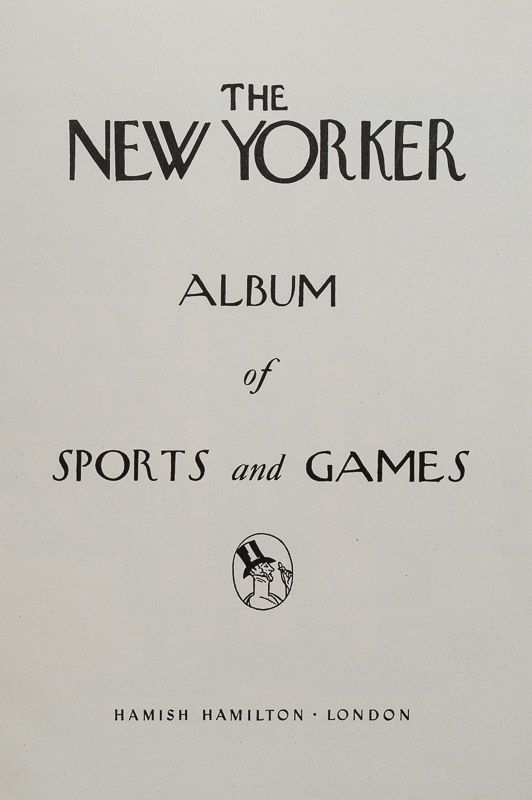 THE
NEW YORKER
ALBUM
of
SPORTS and GAMES
HAMISH HAMILTON · LONDON